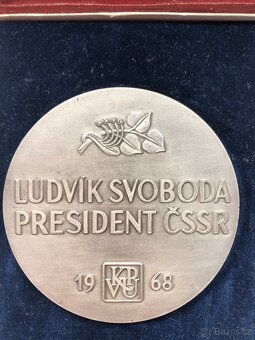 LUDVÍK SVOBODA
PRESIDENT ČSSR
19 68